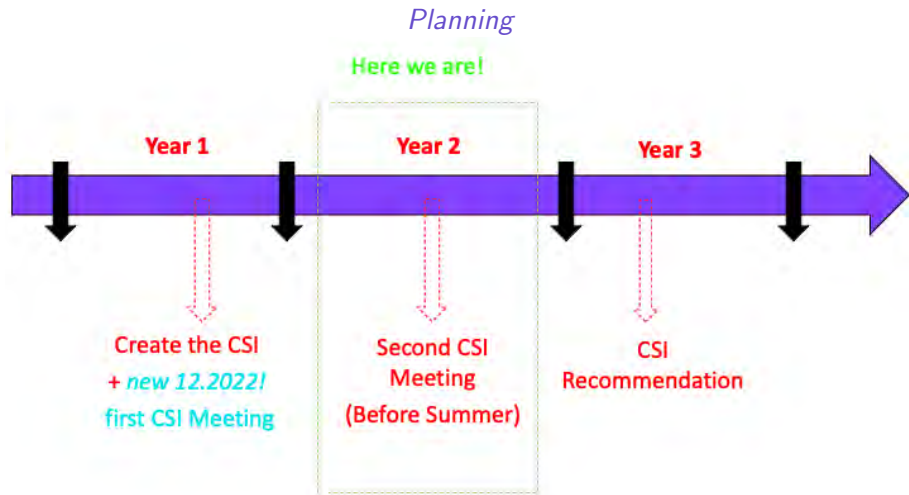 Planning
Here we are!
Year 1
Year 2
Year 3
Create the CSI
+ new 12.2022!
first CSI Meeting
Second CSI
Meeting
(Before Summer)
CSI
Recommendation